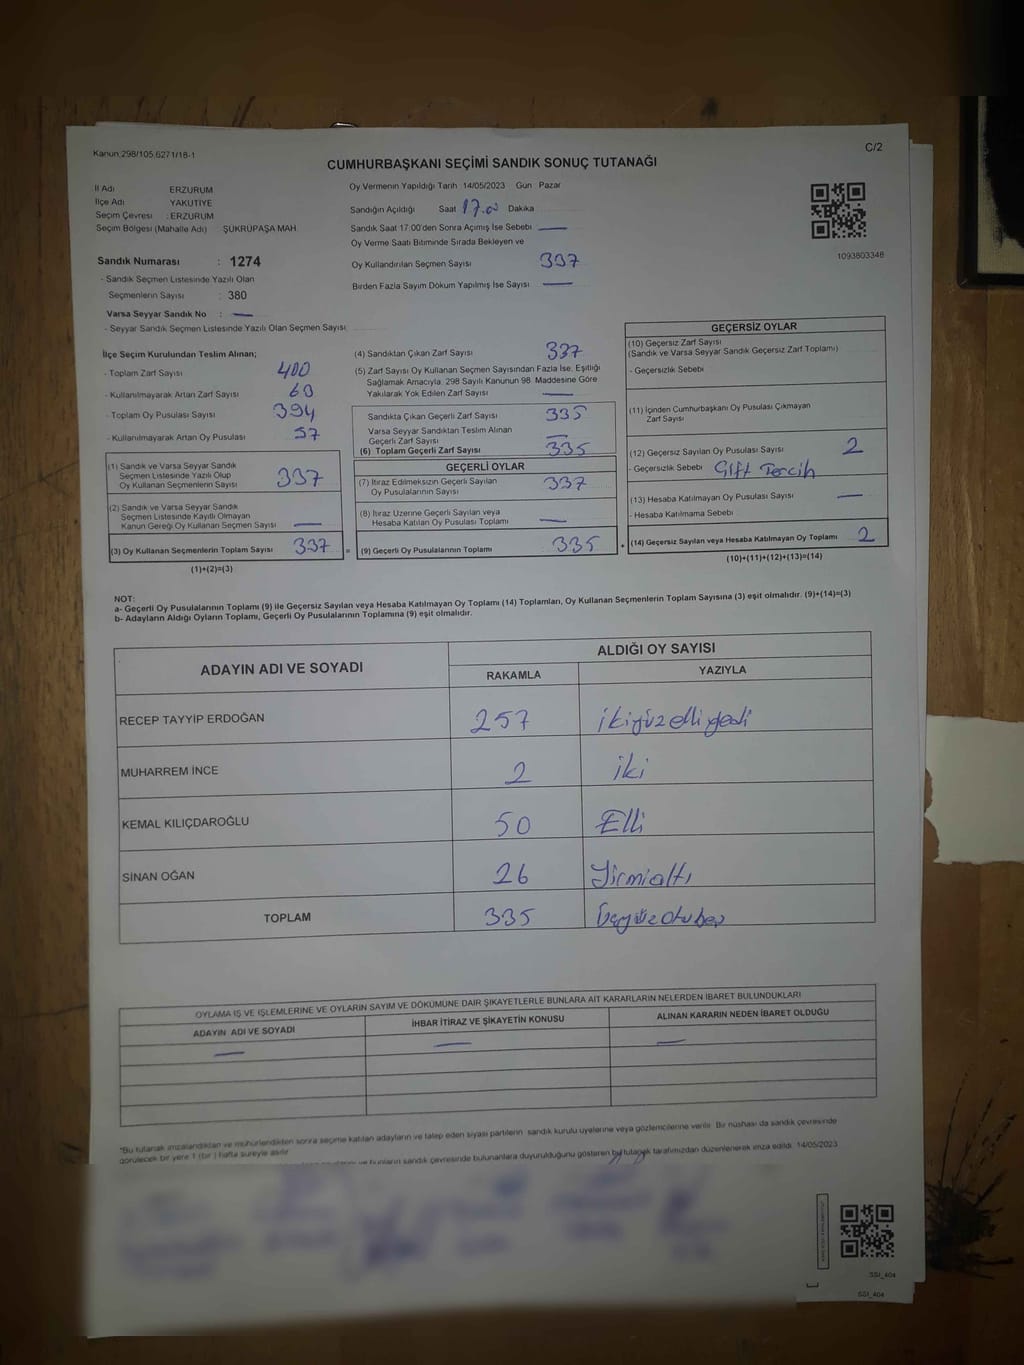 Kanun,298/105,6271/18-1
C/2
CUMHURBAŞKANI SEÇİMİ SANDIK SONUÇ TUTANAĞI
İl Adı ERZURUM
İlçe Adı YAKUTİYE
Seçim Çevresi : ERZURUM
Seçim Bölgesi (Mahalle Adı) ŞÜKRÜPAŞA MAH.
Sandık Numarası : 1274
- Sandık Seçmen Listesinde Yazılı Olan
Seçmenlerin Sayısı : 380
Varsa Seyyar Sandık No : —
- Seyyar Sandık Seçmen Listesinde Yazılı Olan Seçmen Sayısı:
Oy Vermenin Yapıldığı Tarih 14/05/2023 Gün Pazar
Sandığın Açıldığı Saat 17.00 Dakika
Sandık Saat 17:00'den Sonra Açımış İse Sebebi —
Oy Verme Saati Bitiminde Sırada Bekleyen ve
Oy Kullandırılan Seçmen Sayısı 337
Birden Fazla Sayım Döküm Yapılmış İse Sayısı —
1093803348
İlçe Seçim Kurulundan Teslim Alınan;
- Toplam Zarf Sayısı 400
- Kullanılmayarak Artan Zarf Sayısı 63
- Toplam Oy Pusulası Sayısı 394
- Kullanılmayarak Artan Oy Pusulası 57
(1) Sandık ve Varsa Seyyar Sandık
Seçmen Listesinde Yazılı Olup
Oy Kullanan Seçmenlerin Sayısı 337
(2) Sandık ve Varsa Seyyar Sandık
Seçmen Listesinde Kayıtlı Olmayan
Kanun Gereği Oy Kullanan Seçmen Sayısı —
(3) Oy Kullanan Seçmenlerin Toplam Sayısı 337
(1)+(2)=(3)
(4) Sandıktan Çıkan Zarf Sayısı 337
(5) Zarf Sayısı Oy Kullanan Seçmen Sayısından Fazla İse, Eşitliği
Sağlamak Amacıyla, 298 Sayılı Kanunun 98. Maddesine Göre
Yakılarak Yok Edilen Zarf Sayısı —
Sandıkta Çıkan Geçerli Zarf Sayısı 335
Varsa Seyyar Sandıktan Teslim Alınan
Geçerli Zarf Sayısı —
(6) Toplam Geçerli Zarf Sayısı 335
GEÇERLİ OYLAR
(7) İtiraz Edilmeksizin Geçerli Sayılan
Oy Pusulalarının Sayısı 337
(8) İtiraz Üzerine Geçerli Sayılan veya
Hesaba Katılan Oy Pusulası Toplamı —
= (9) Geçerli Oy Pusulalarının Toplamı 335
GEÇERSİZ OYLAR
(10) Geçersiz Zarf Sayısı
(Sandık ve Varsa Seyyar Sandık Geçersiz Zarf Toplamı)
- Geçersizlik Sebebi
(11) İçinden Cumhurbaşkanı Oy Pusulası Çıkmayan
Zarf Sayısı
(12) Geçersiz Sayılan Oy Pusulası Sayısı 2
- Geçersizlik Sebebi Çift Tercih
(13) Hesaba Katılmayan Oy Pusulası Sayısı —
- Hesaba Katılmama Sebebi
+ (14) Geçersiz Sayılan veya Hesaba Katılmayan Oy Toplamı 2
(10)+(11)+(12)+(13)=(14)
NOT:
a- Geçerli Oy Pusulalarının Toplamı (9) ile Geçersiz Sayılan veya Hesaba Katılmayan Oy Toplamı (14) Toplamları, Oy Kullanan Seçmenlerin Toplam Sayısına (3) eşit olmalıdır. (9)+(14)=(3)
b- Adayların Aldığı Oyların Toplamı, Geçerli Oy Pusulalarının Toplamına (9) eşit olmalıdır.
ADAYIN ADI VE SOYADI
ALDIĞI OY SAYISI
RAKAMLA YAZIYLA
RECEP TAYYİP ERDOĞAN 257 ikiyüzelliyedi
MUHARREM İNCE 2 iki
KEMAL KILIÇDAROĞLU 50 Elli
SİNAN OĞAN 26 Yirmialtı
TOPLAM 335 Üçyüzotuzbeş
OYLAMA İŞ VE İŞLEMLERİNE VE OYLARIN SAYIM VE DÖKÜMÜNE DAİR ŞİKAYETLERLE BUNLARA AİT KARARLARIN NELERDEN İBARET BULUNDUKLARI
ADAYIN ADI VE SOYADI İHBAR İTİRAZ VE ŞİKAYETİN KONUSU ALINAN KARARIN NEDEN İBARET OLDUĞU
— — —
*Bu tutanak imzalandıktan ve mühürlendikten sonra seçime katılan adayların ve talep eden siyasi partilerin sandık kurulu üyelerine veya gözlemcilerine verilir. Bir nüshası da sandık çevresinde
görülecek bir yere 1 (bir) hafta süreyle asılır.
bunların sandık çevresinde bulunanlara duyurulduğunu gösteren bu tutanak tarafımızdan düzenlenerek imza edildi. 14/05/2023
SSI_404
SSI_404